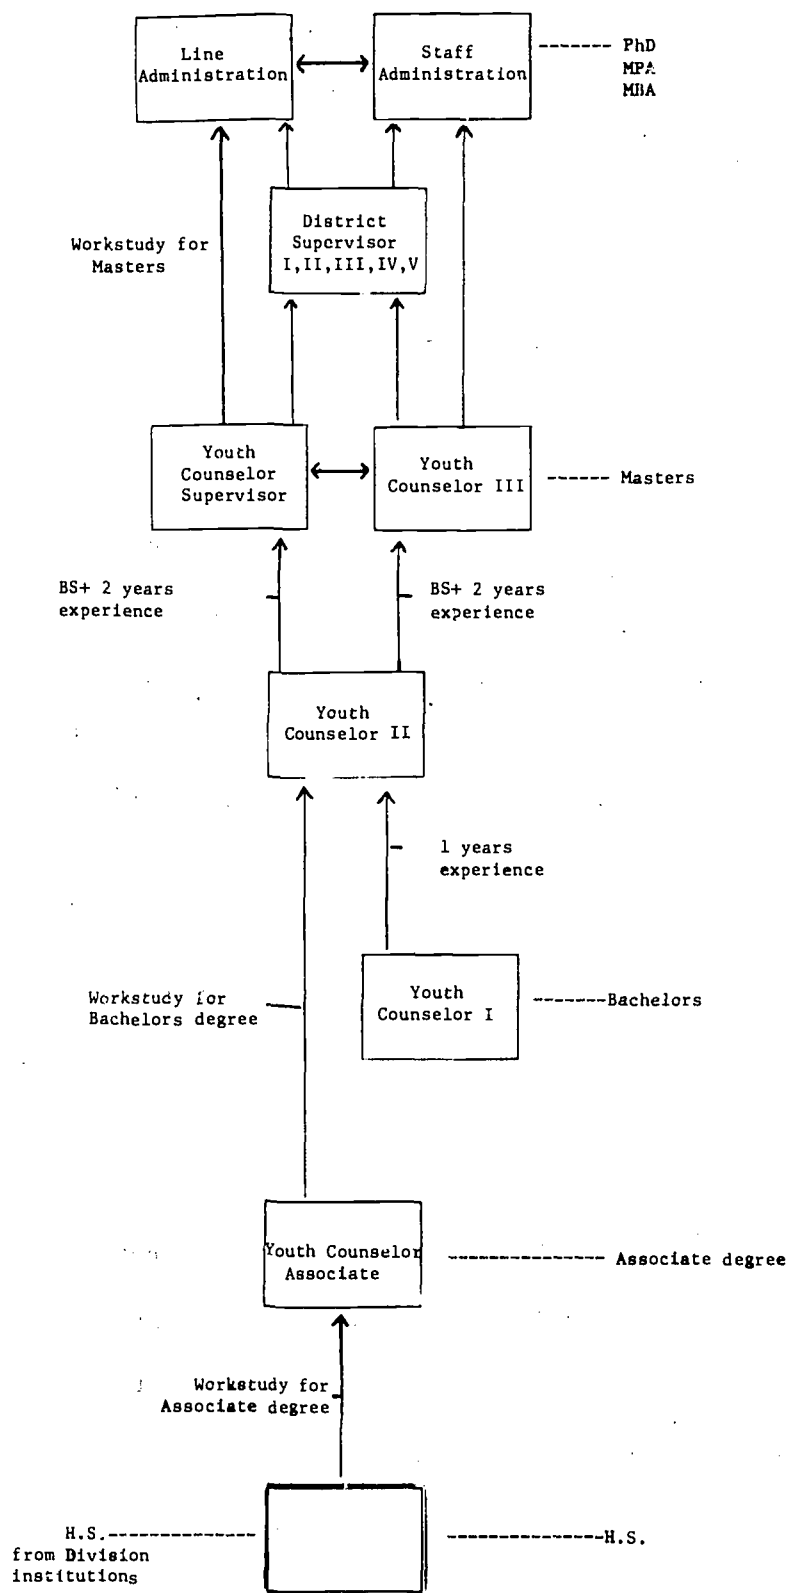 Line
Administration
Staff
Administration
PhD
MPA
MBA
District
Supervisor
I,II,III,IV,V
Workstudy for
Masters
Youth
Counselor
Supervisor
Youth
Counselor III
Masters
BS+ 2 years
experience
BS+ 2 years
experience
Youth
Counselor II
1 years
experience
Workstudy for
Bachelors degree
Youth
Counselor I
Bachelors
Youth Counselor
Associate
Associate degree
Workstudy for
Associate degree
H.S.
from Division
institutions
H.S.